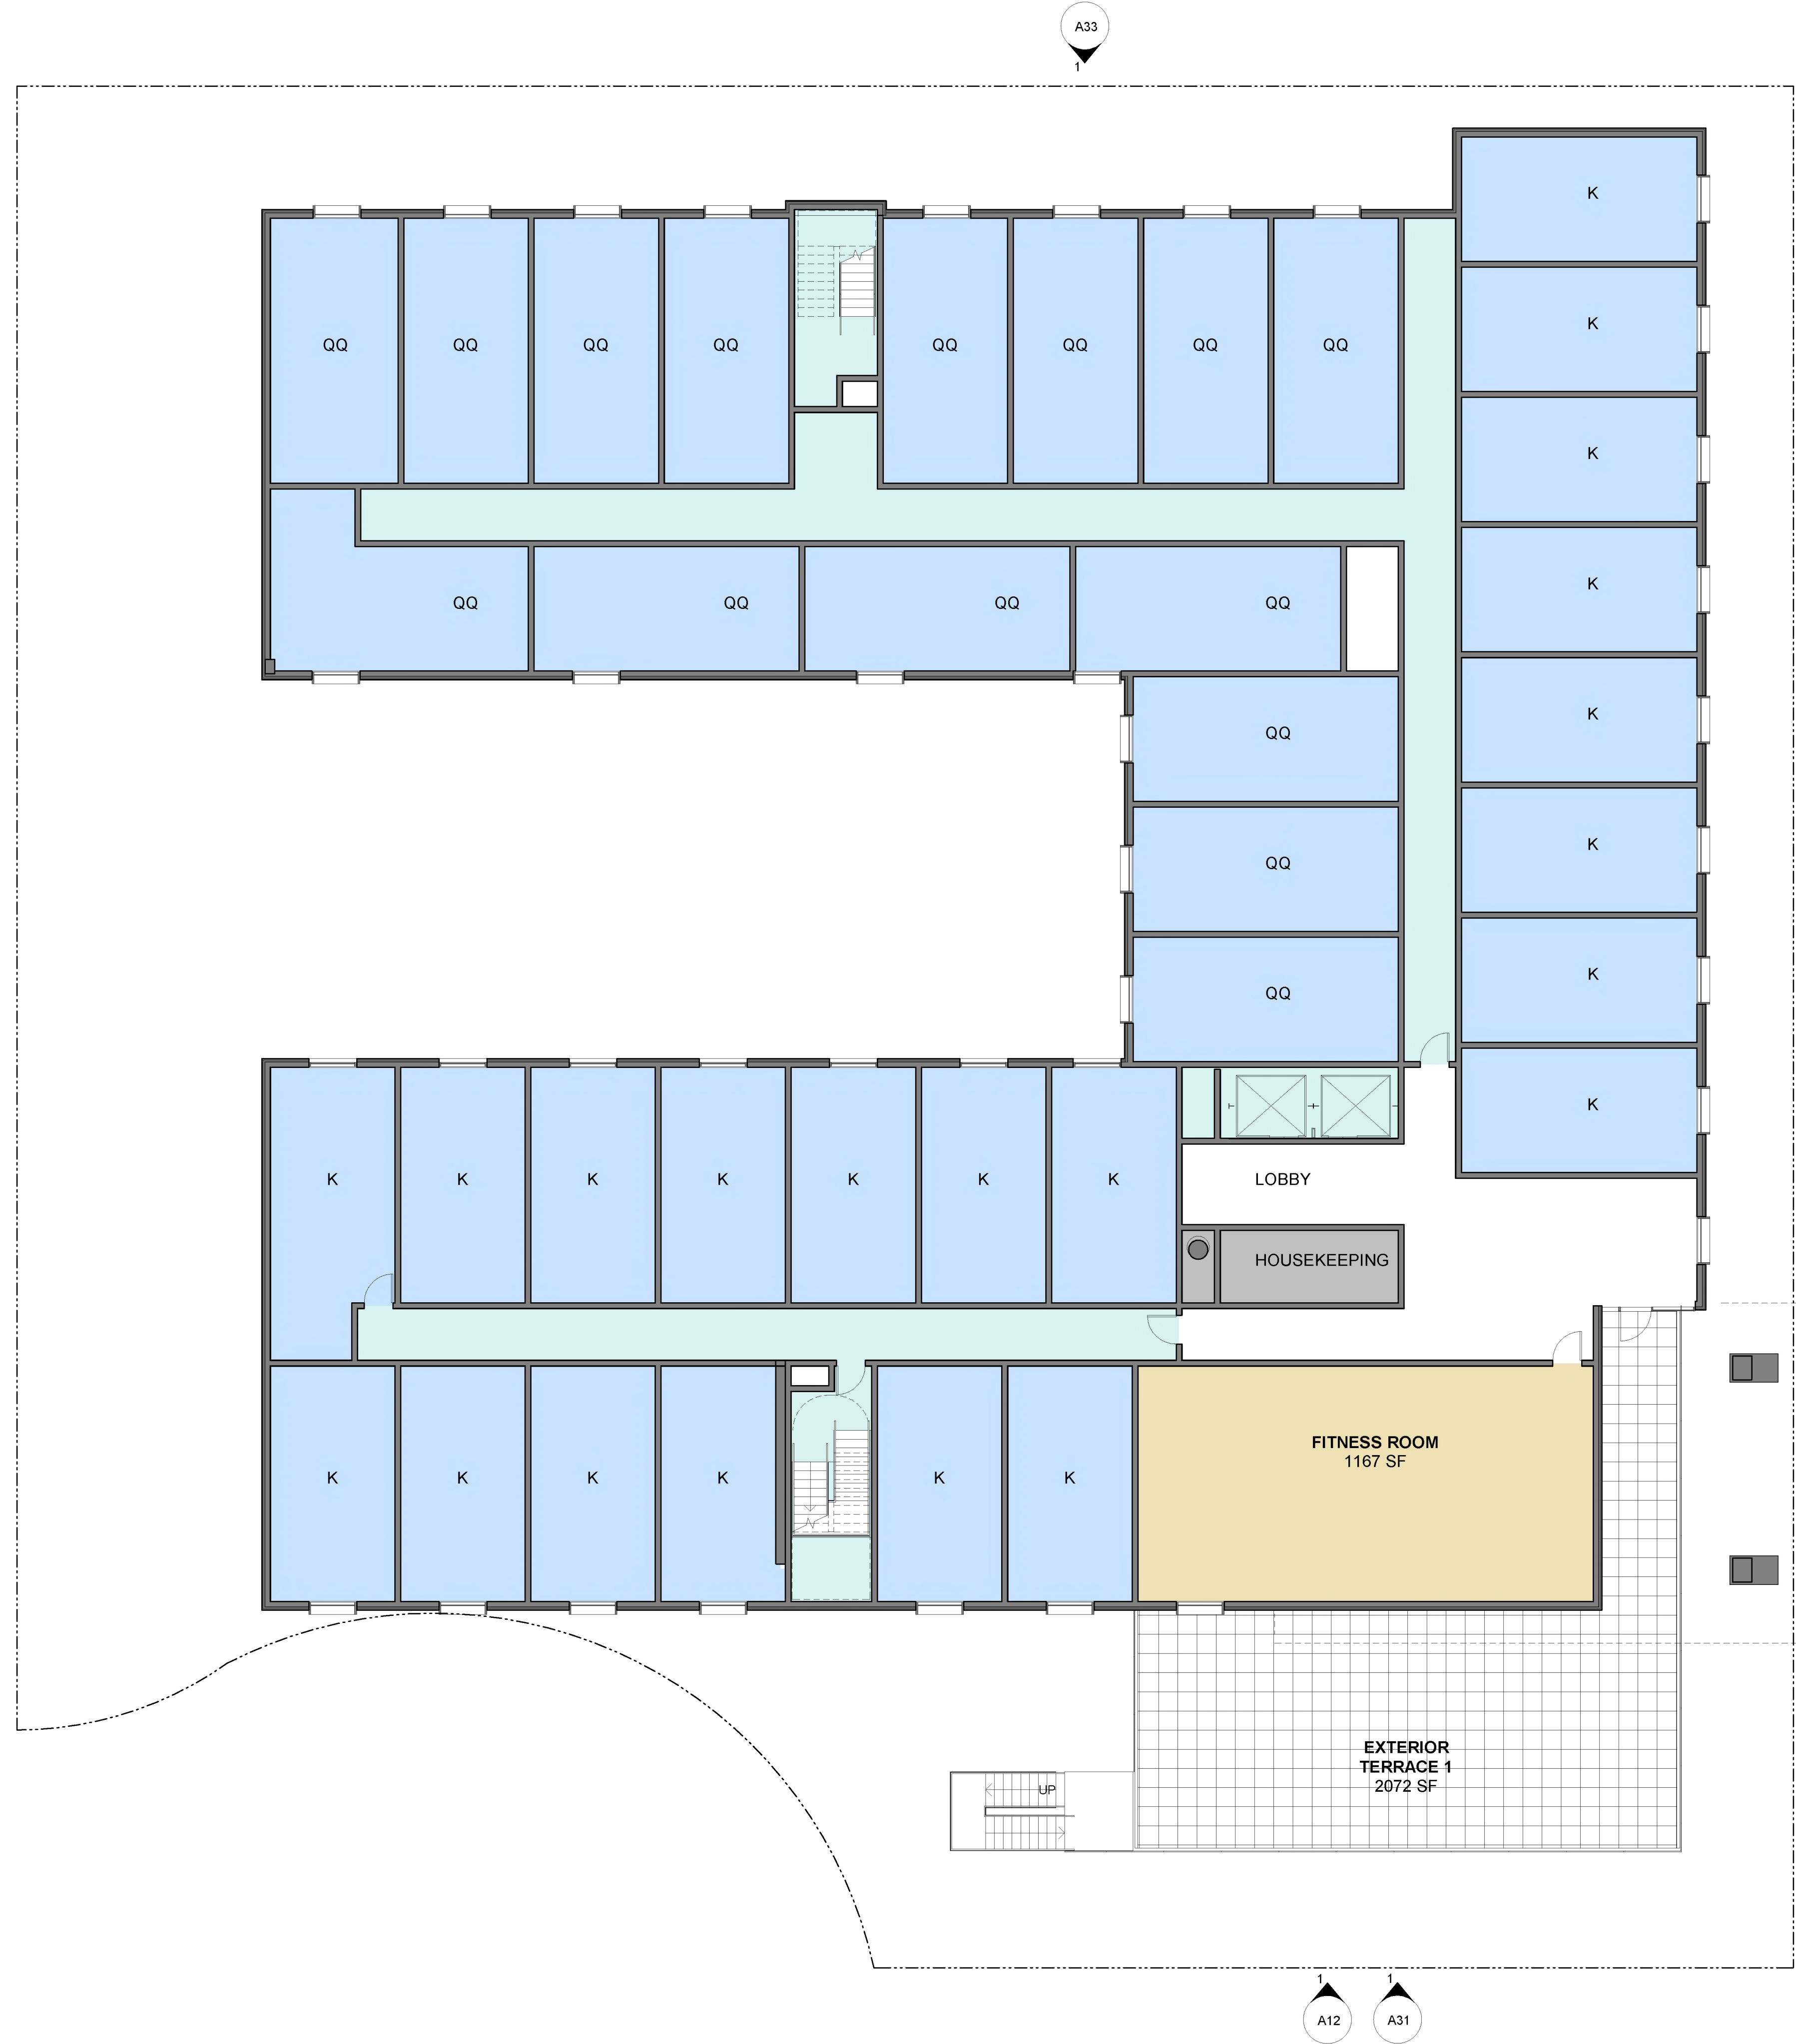 A33
1
K
K
QQ
QQ
QQ
QQ
QQ
QQ
QQ
QQ
K
K
QQ
QQ
QQ
QQ
K
QQ
K
QQ
K
QQ
K
LOBBY
K
K
K
K
K
K
K
HOUSEKEEPING
FITNESS ROOM
1167 SF
K
K
K
K
K
K
EXTERIOR
TERRACE 1
2072 SF
UP
1
1
A12
A31